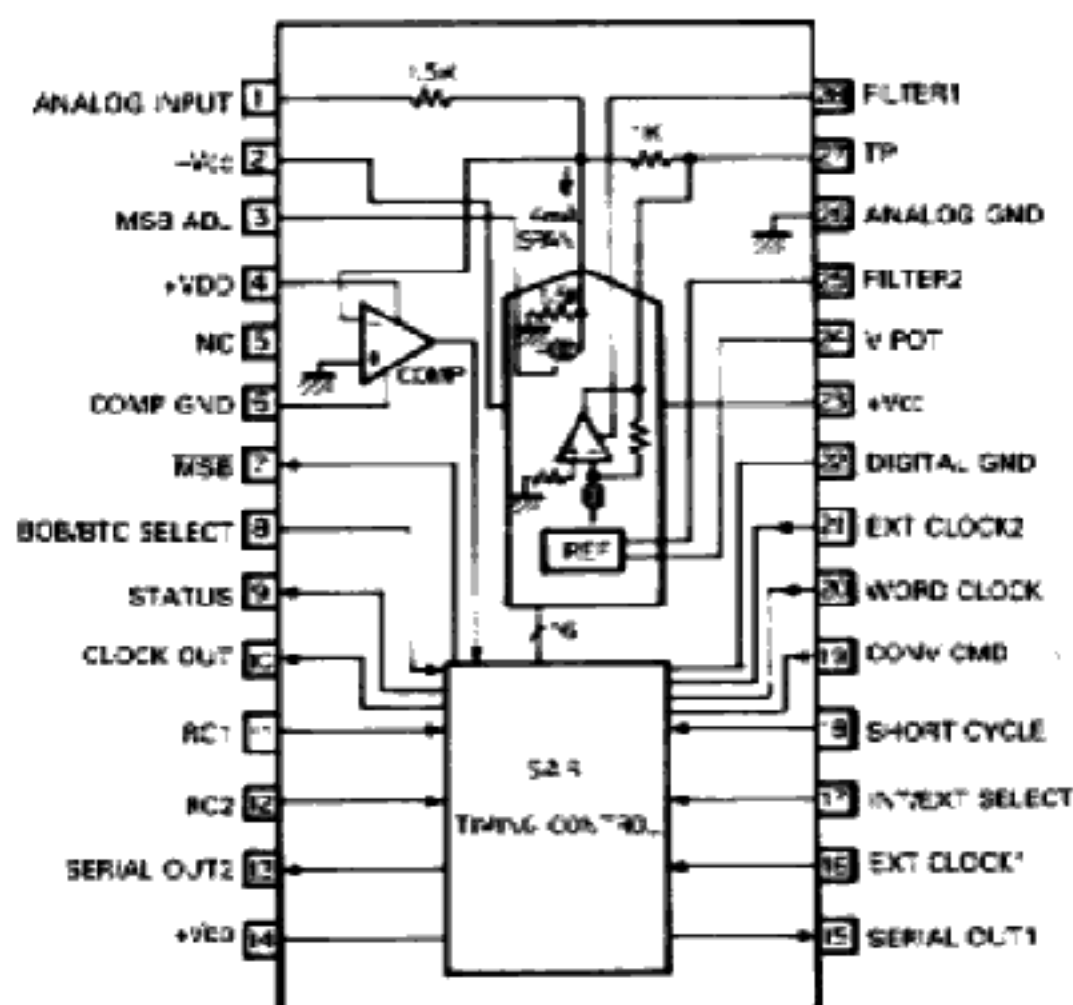 ANALOG INPUT 1
-Vcc 2
MSB ADJ 3
+VDD 4
NC 5
COMP GND 6
MSB 7
BOB/BTC SELECT 8
STATUS 9
CLOCK OUT 10
RC1 11
RC2 12
SERIAL OUT2 13
14
1.5K
1K
SPAN
COMP
IREF
16
SAR
TIMING CONTROL
28 FILTER1
27 TP
26 ANALOG GND
25 FILTER2
24 V POT
23 +Vcc
22 DIGITAL GND
21 EXT CLOCK2
20 WORD CLOCK
19 CONV CMD
18 SHORT CYCLE
17 INT/EXT SELECT
16 EXT CLOCK1
15 SERIAL OUT1